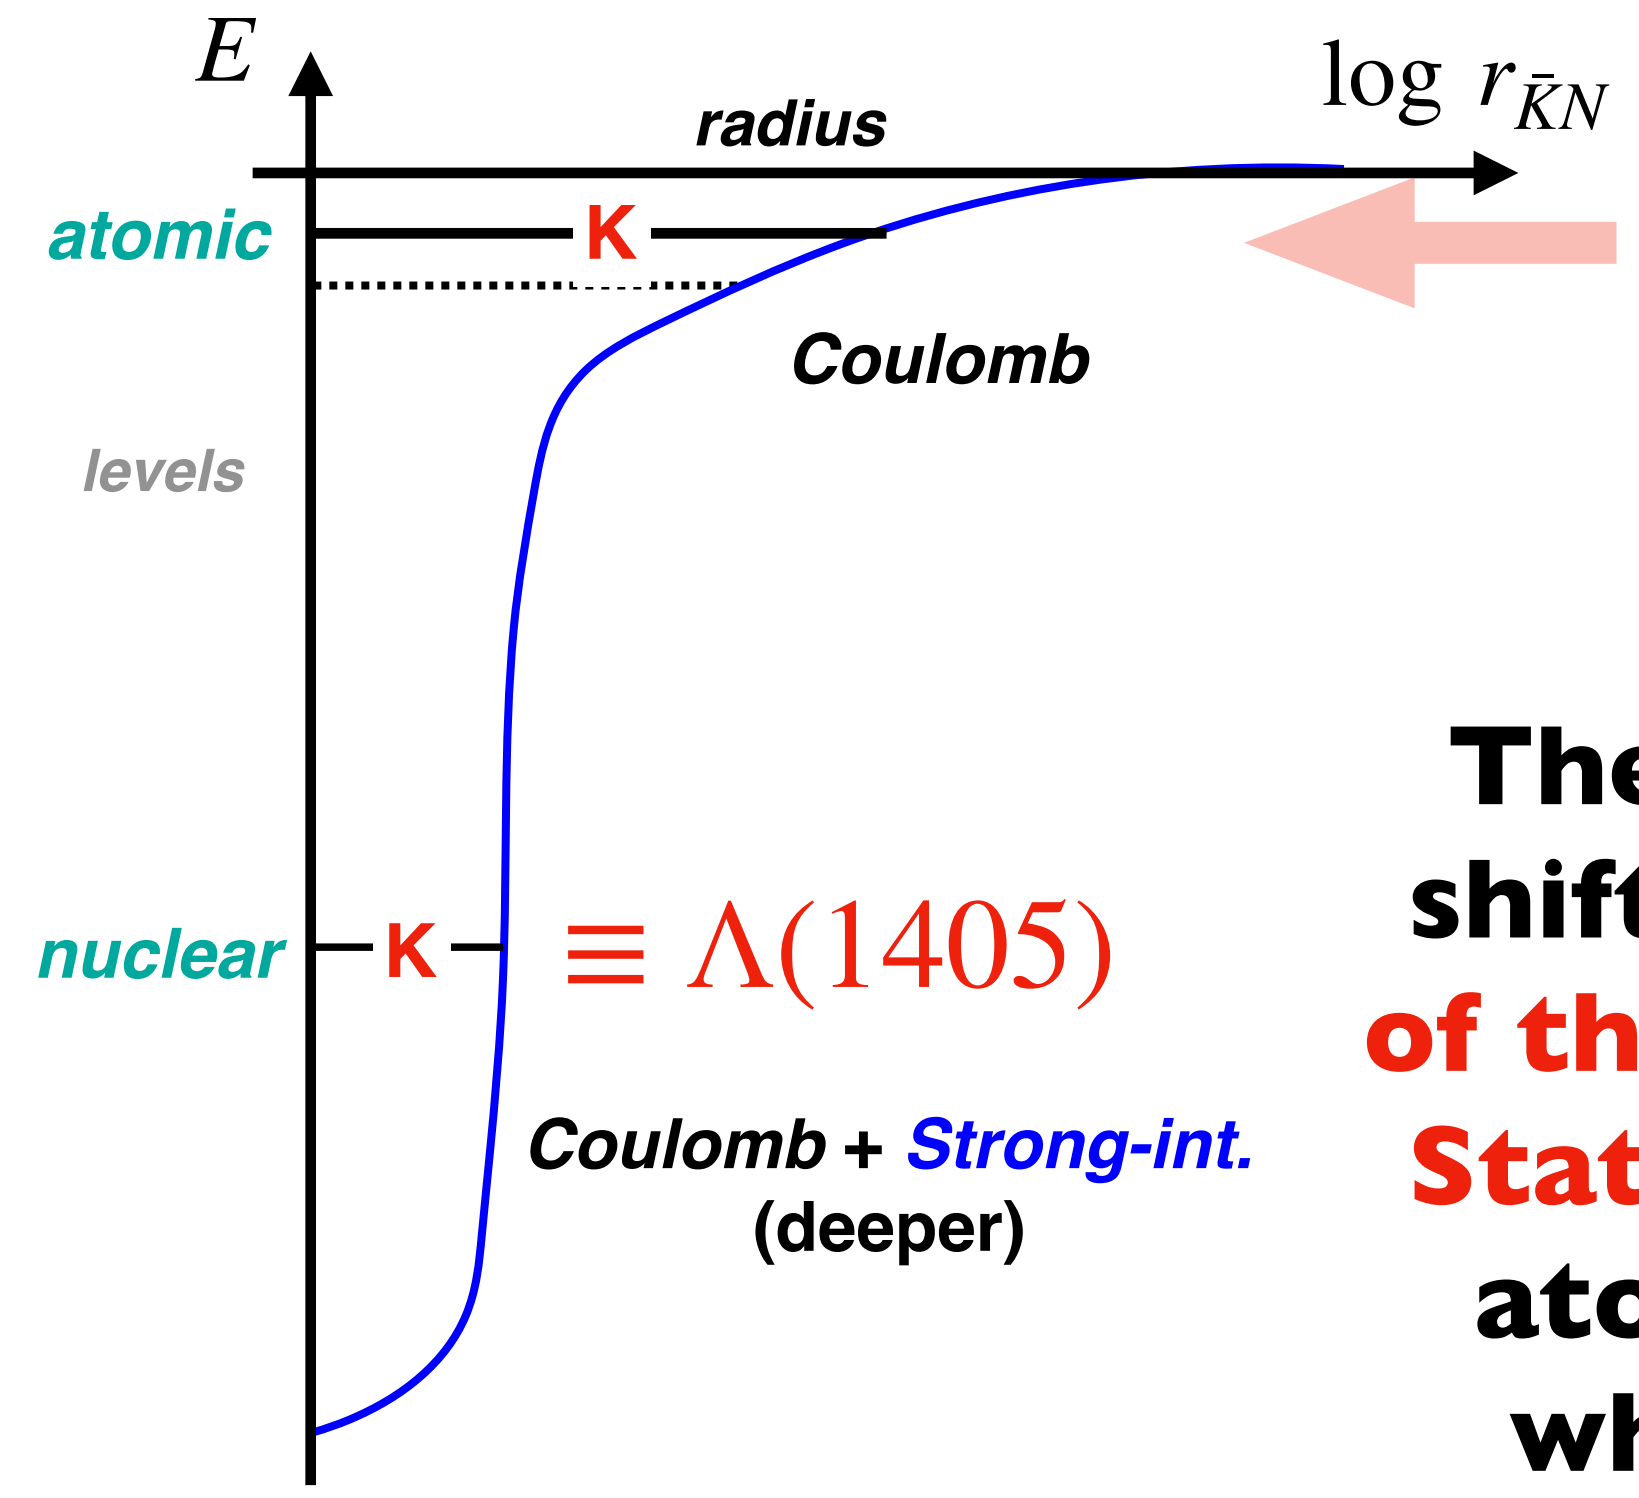 E
log r_K̄N
radius
atomic
K
Coulomb
levels
nuclear
K
≡ Λ(1405)
Coulomb + Strong-int.
(deeper)
The
shift
of th
Stat
ato
wh